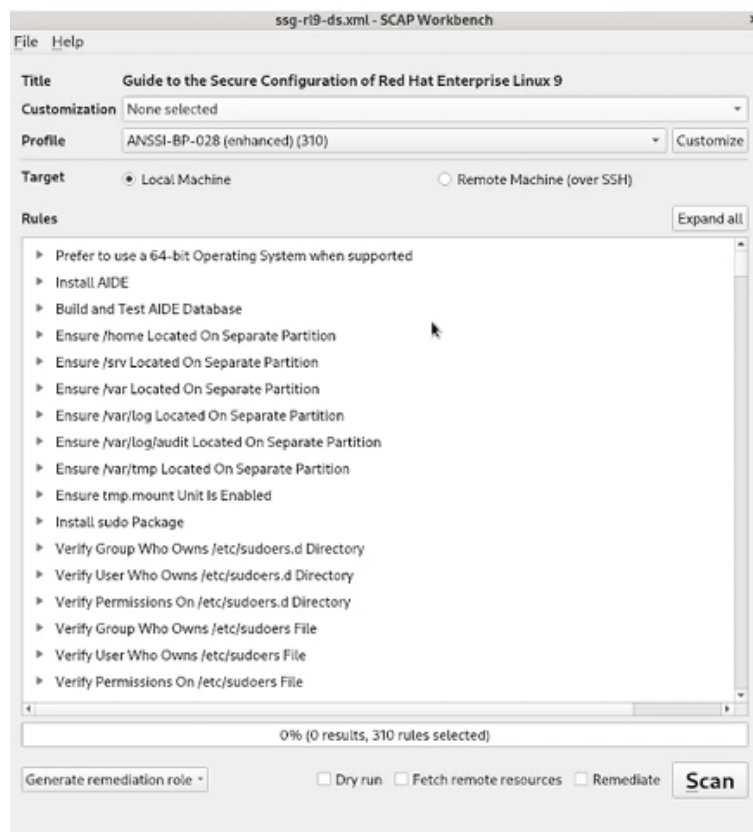 ssg-rl9-ds.xml - SCAP Workbench
File Help
Title Guide to the Secure Configuration of Red Hat Enterprise Linux 9
Customization None selected
Profile ANSSI-BP-028 (enhanced) (310) Customize
Target Local Machine Remote Machine (over SSH)
Rules Expand all
Prefer to use a 64-bit Operating System when supported
Install AIDE
Build and Test AIDE Database
Ensure /home Located On Separate Partition
Ensure /srv Located On Separate Partition
Ensure /var Located On Separate Partition
Ensure /var/log Located On Separate Partition
Ensure /var/log/audit Located On Separate Partition
Ensure /var/tmp Located On Separate Partition
Ensure tmp.mount Unit Is Enabled
Install sudo Package
Verify Group Who Owns /etc/sudoers.d Directory
Verify User Who Owns /etc/sudoers.d Directory
Verify Permissions On /etc/sudoers.d Directory
Verify Group Who Owns /etc/sudoers File
Verify User Who Owns /etc/sudoers File
Verify Permissions On /etc/sudoers File
0% (0 results, 310 rules selected)
Generate remediation role Dry run Fetch remote resources Remediate Scan